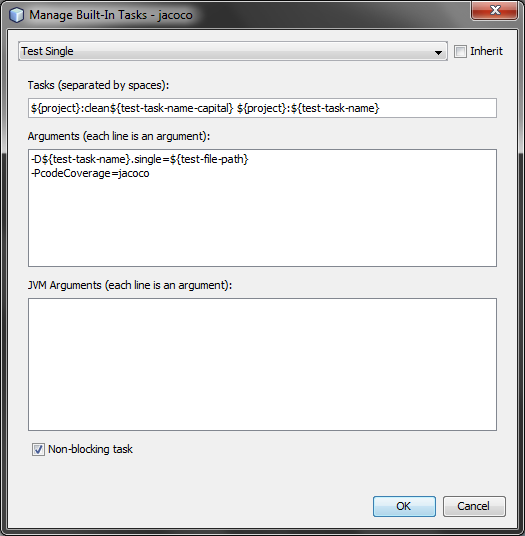 Manage Built-In Tasks - jacoco
Test Single
Inherit
Tasks (separated by spaces):
${project}:clean${test-task-name-capital} ${project}:${test-task-name}
Arguments (each line is an argument):
-D${test-task-name}.single=${test-file-path}
-PcodeCoverage=jacoco
JVM Arguments (each line is an argument):
Non-blocking task
OK
Cancel